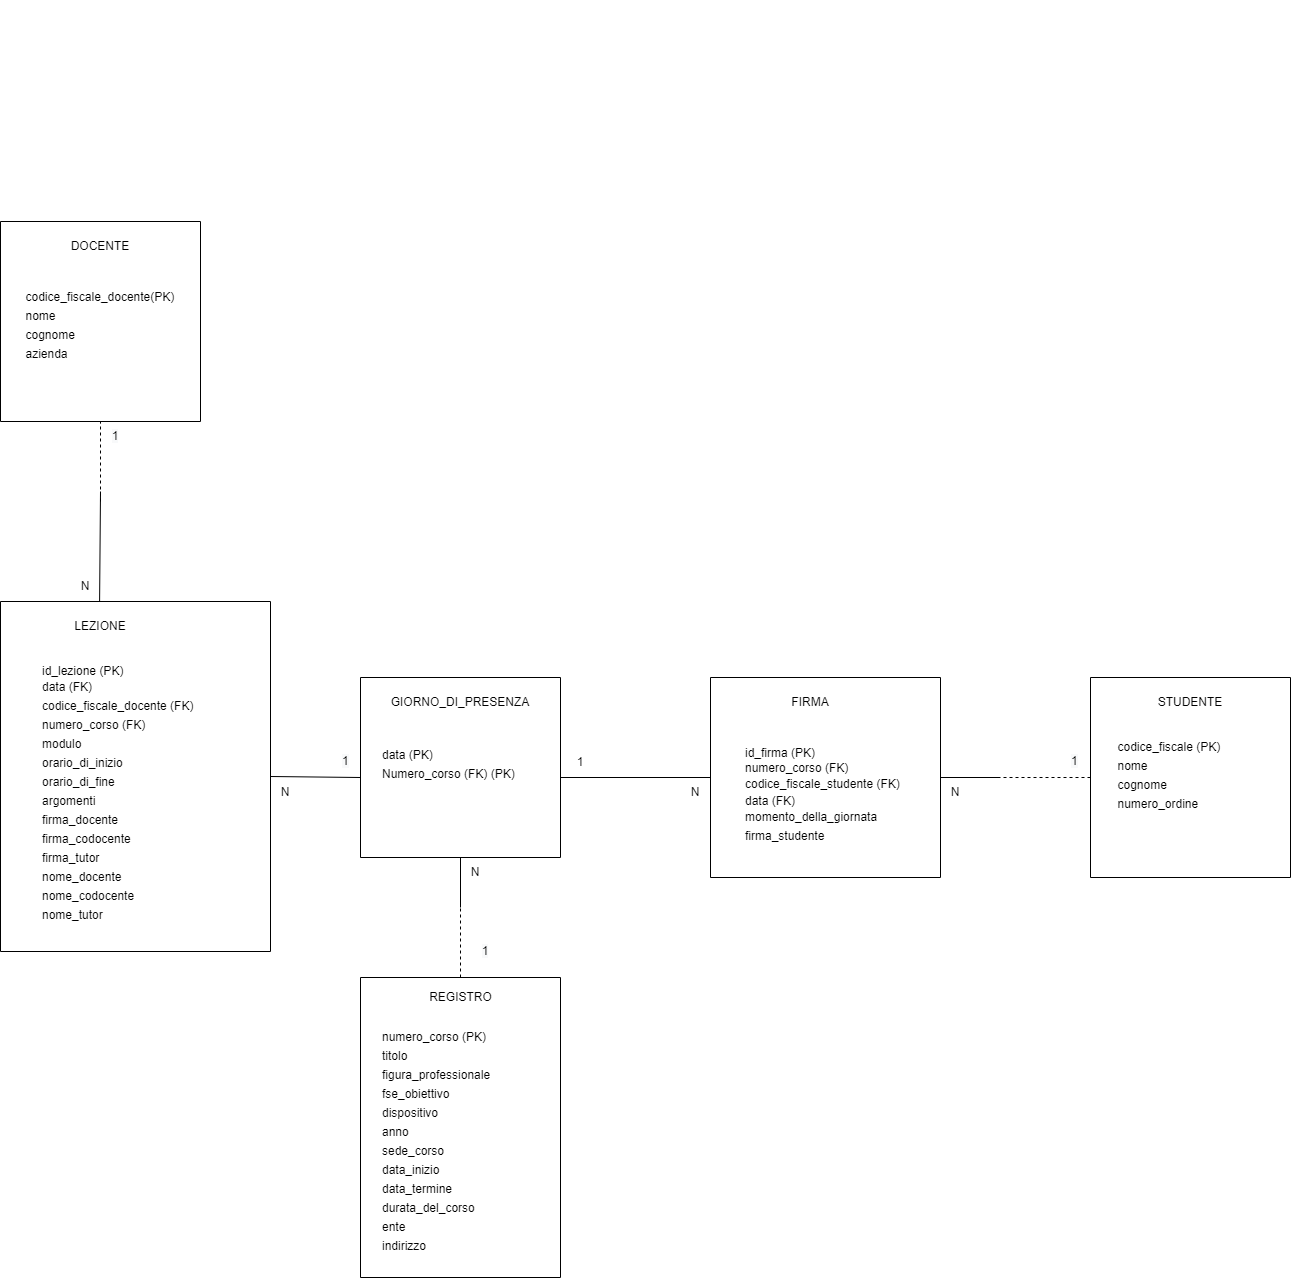 DOCENTE
codice_fiscale_docente(PK)
nome
cognome
azienda
1
N
LEZIONE
id_lezione (PK)
data (FK)
codice_fiscale_docente (FK)
numero_corso (FK)
modulo
orario_di_inizio
orario_di_fine
argomenti
firma_docente
firma_codocente
firma_tutor
nome_docente
nome_codocente
nome_tutor
N
1
GIORNO_DI_PRESENZA
data (PK)
Numero_corso (FK) (PK)
1
N
FIRMA
id_firma (PK)
numero_corso (FK)
codice_fiscale_studente (FK)
data (FK)
momento_della_giornata
firma_studente
N
1
STUDENTE
codice_fiscale (PK)
nome
cognome
numero_ordine
N
1
REGISTRO
numero_corso (PK)
titolo
figura_professionale
fse_obiettivo
dispositivo
anno
sede_corso
data_inizio
data_termine
durata_del_corso
ente
indirizzo